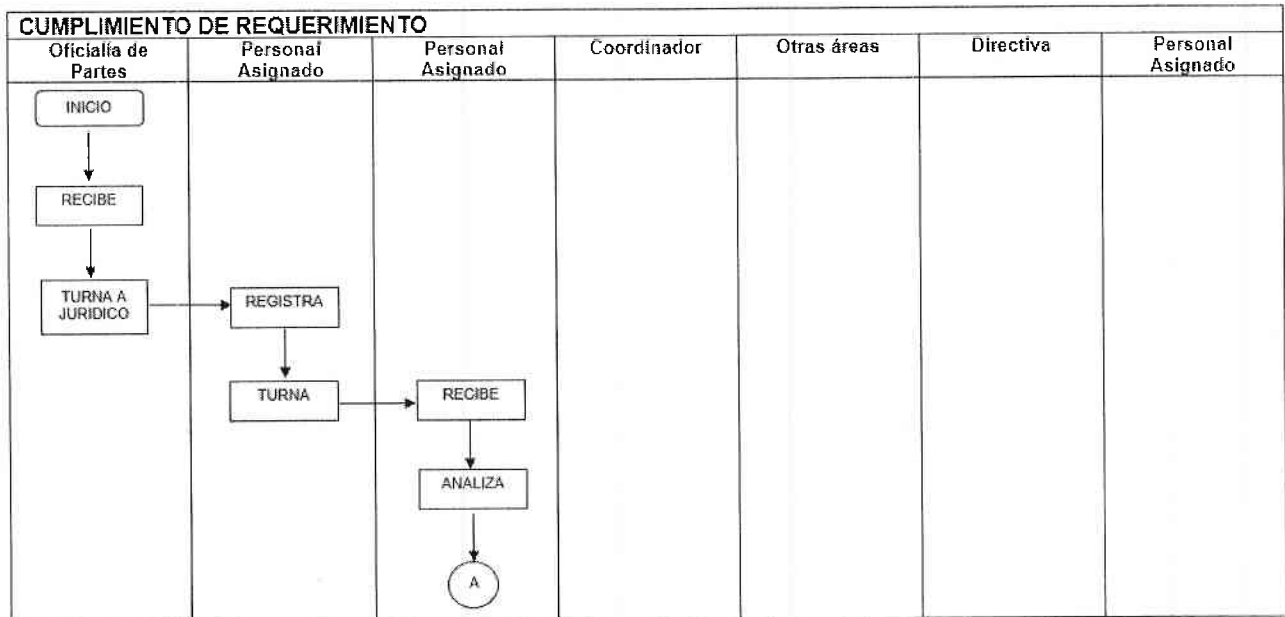 CUMPLIMIENTO DE REQUERIMIENTO
Oficialía de
Partes
Personal
Asignado
Personal
Asignado
Coordinador
Otras áreas
Directiva
Personal
Asignado
INICIO
RECIBE
TURNA A
JURIDICO
REGISTRA
TURNA
RECIBE
ANALIZA
A